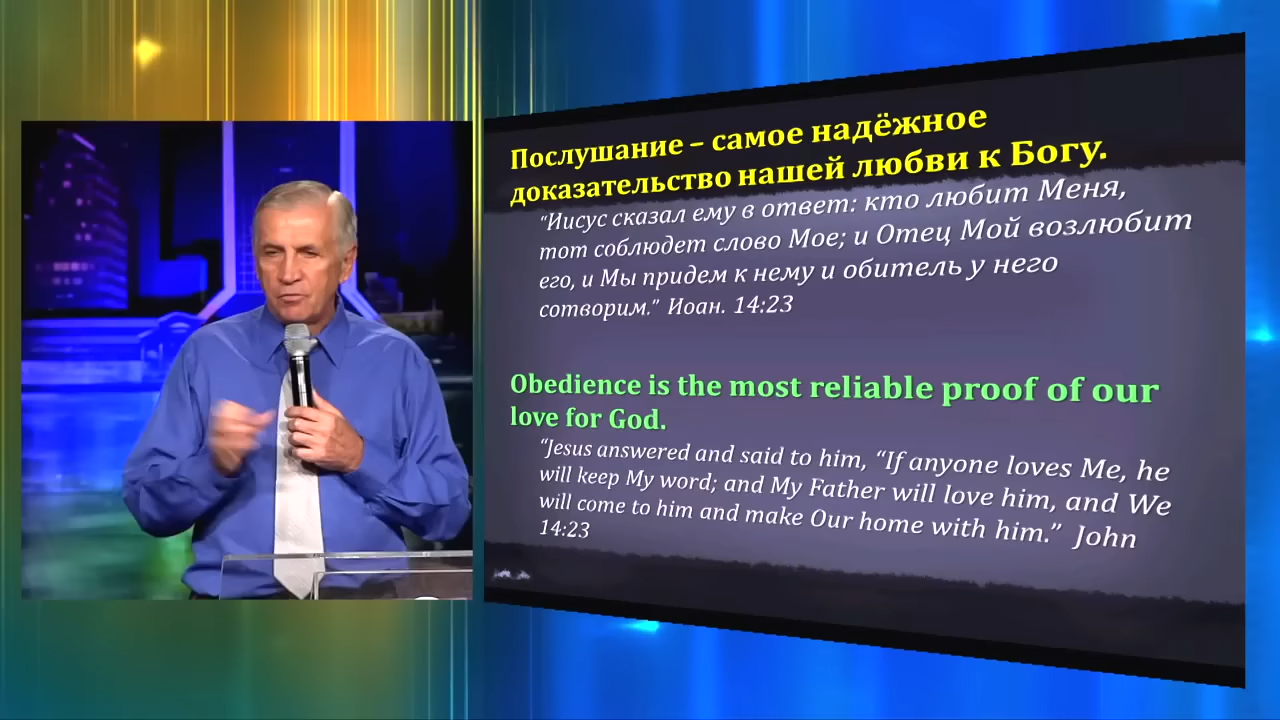 Послушание – самое надёжное
доказательство нашей любви к Богу.
"Иисус сказал ему в ответ: кто любит Меня,
тот соблюдет слово Мое; и Отец Мой возлюбит
его, и Мы придем к нему и обитель у него
сотворим." Иоан. 14:23
Obedience is the most reliable proof of our
love for God.
"Jesus answered and said to him, “If anyone loves Me, he
will keep My word; and My Father will love him, and We
will come to him and make Our home with him.” John
14:23